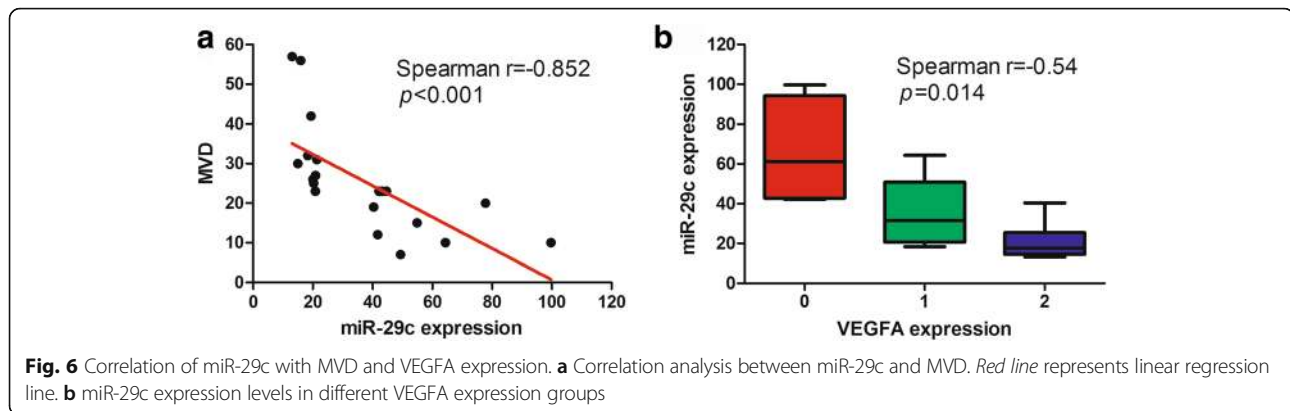 a
60
50
40
30
20
10
0
MVD
Spearman r=-0.852
p<0.001
0 20 40 60 80 100 120
miR-29c expression
b
120
100
80
60
40
20
0
miR-29c expression
Spearman r=-0.54
p=0.014
0 1 2
VEGFA expression
Fig. 6 Correlation of miR-29c with MVD and VEGFA expression. a Correlation analysis between miR-29c and MVD. Red line represents linear regression
line. b miR-29c expression levels in different VEGFA expression groups